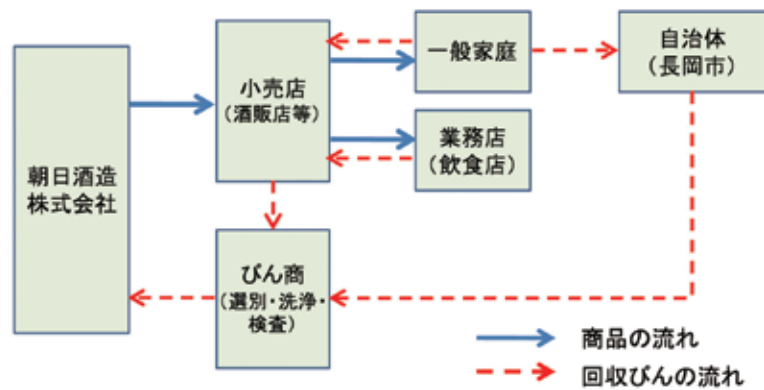 朝日酒造
株式会社
小売店
（酒販店等）
一般家庭
自治体
（長岡市）
業務店
（飲食店）
びん商
（選別・洗浄・
検査）
商品の流れ
回収びんの流れ